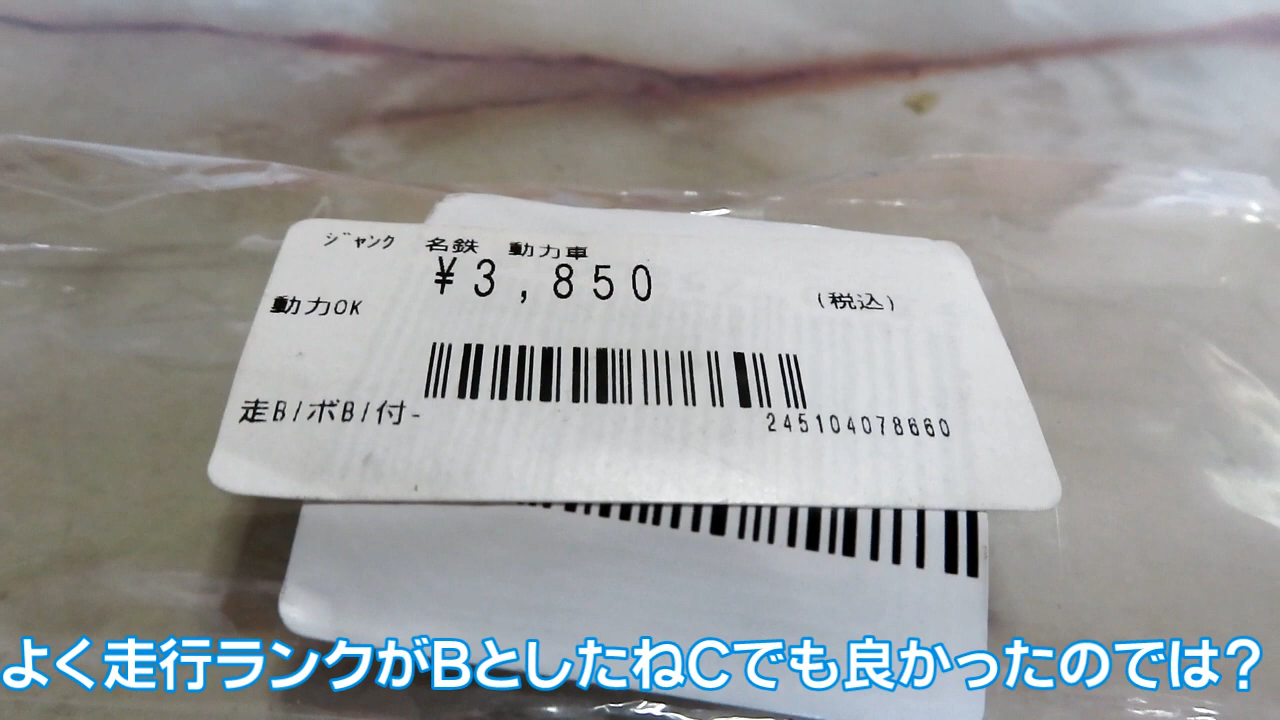 ｼﾞｬﾝｸ 名鉄 動力車
¥3,850
動力OK (税込)
走B/ボB/付-
245104078660
よく走行ランクがBとしたねCでも良かったのでは？